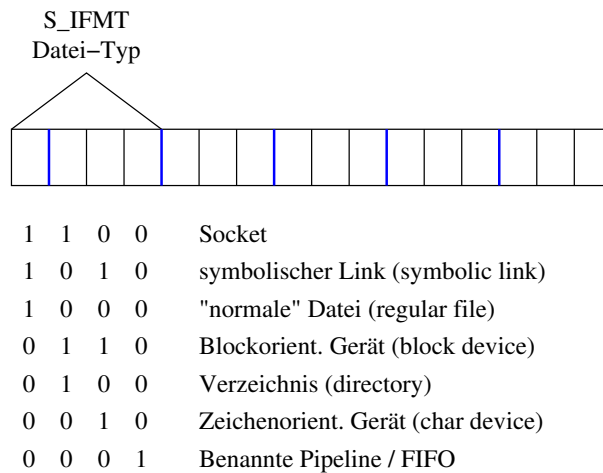 S_IFMT
Datei−Typ
1 1 0 0 Socket
1 0 1 0 symbolischer Link (symbolic link)
1 0 0 0 "normale" Datei (regular file)
0 1 1 0 Blockorient. Gerät (block device)
0 1 0 0 Verzeichnis (directory)
0 0 1 0 Zeichenorient. Gerät (char device)
0 0 0 1 Benannte Pipeline / FIFO